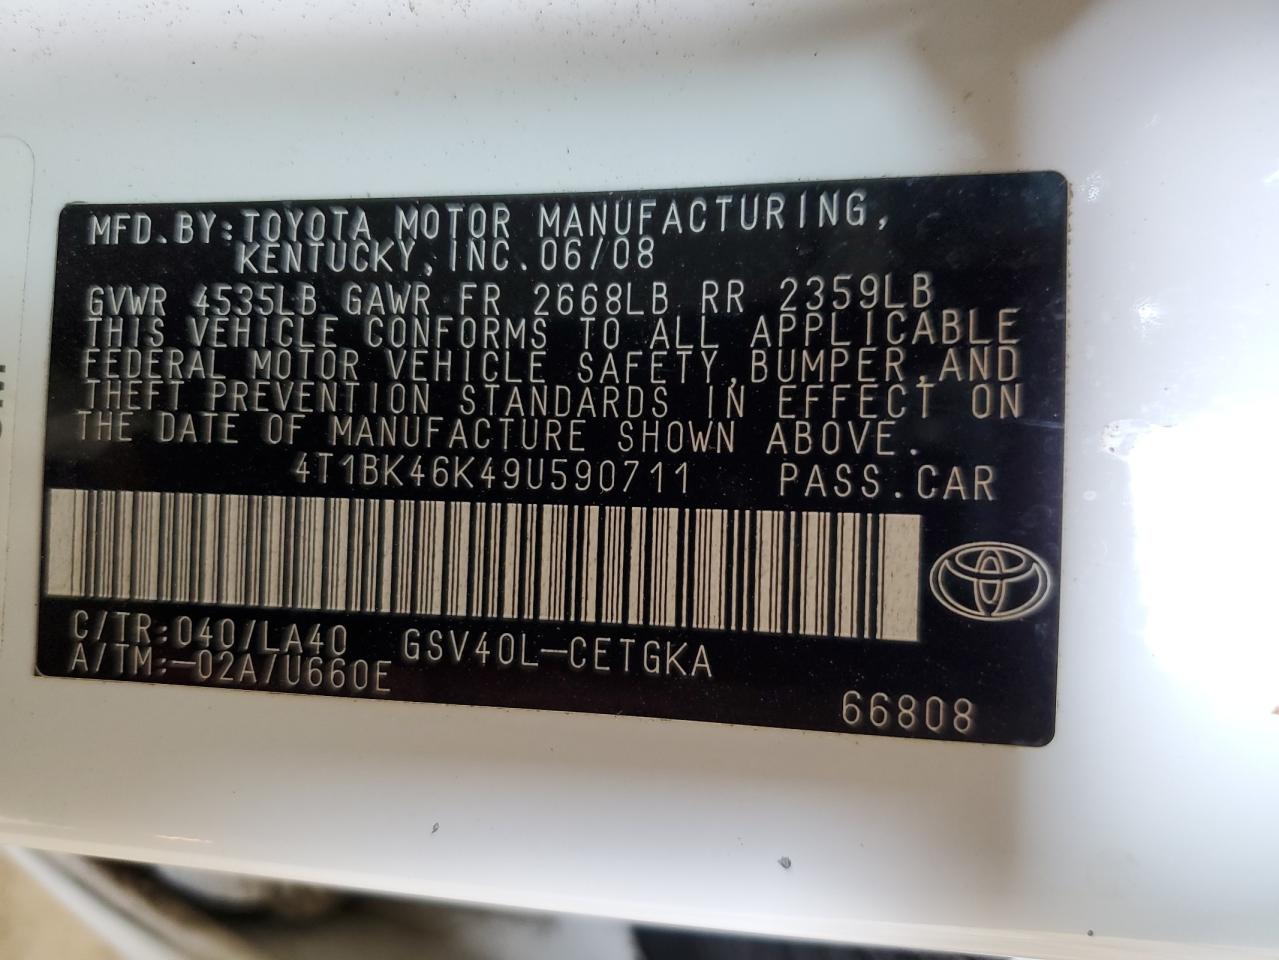 MFD. BY: TOYOTA MOTOR MANUFACTURING,
KENTUCKY, INC. 06/08
GVWR 4535LB GAWR FR 2668LB RR 2359LB
THIS VEHICLE CONFORMS TO ALL APPLICABLE
FEDERAL MOTOR VEHICLE SAFETY, BUMPER, AND
THEFT PREVENTION STANDARDS IN EFFECT ON
THE DATE OF MANUFACTURE SHOWN ABOVE.
4T1BK46K49U590711 PASS. CAR
C/TR: 040/LA40 GSV40L-CETGKA
A/TM: -02A/U660E
66808